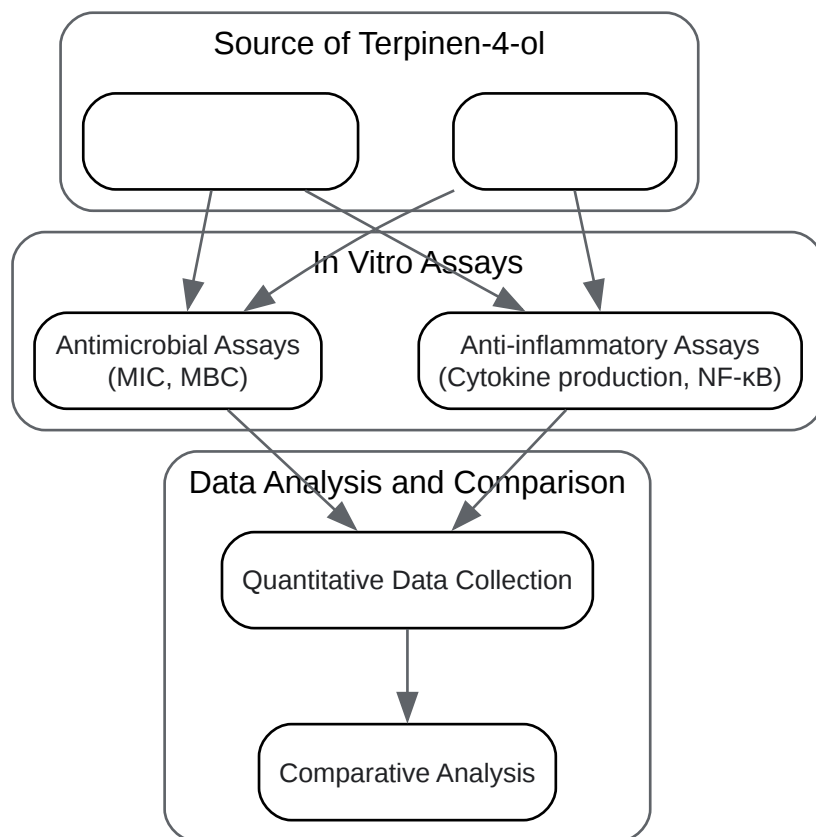 Source of Terpinen-4-ol
In Vitro Assays
Antimicrobial Assays
(MIC, MBC)
Anti-inflammatory Assays
(Cytokine production, NF-κB)
Data Analysis and Comparison
Quantitative Data Collection
Comparative Analysis